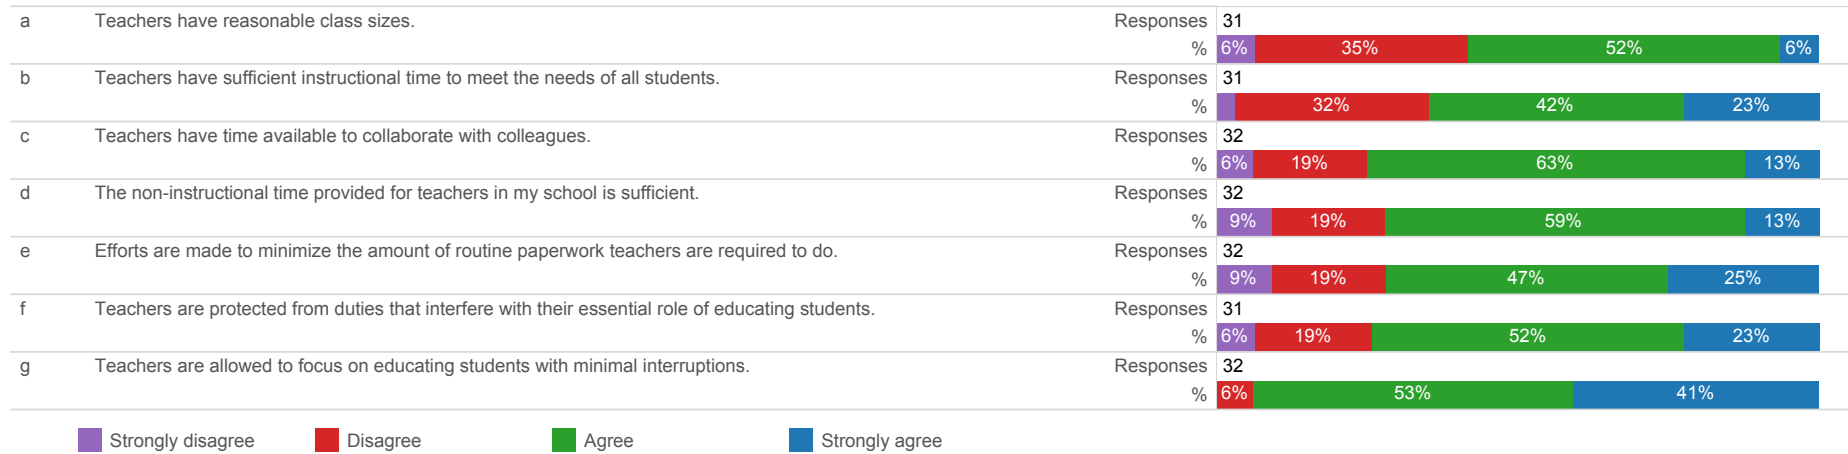 a Teachers have reasonable class sizes. Responses 31
% 6% 35% 52% 6%
b Teachers have sufficient instructional time to meet the needs of all students. Responses 31
% 32% 42% 23%
c Teachers have time available to collaborate with colleagues. Responses 32
% 6% 19% 63% 13%
d The non-instructional time provided for teachers in my school is sufficient. Responses 32
% 9% 19% 59% 13%
e Efforts are made to minimize the amount of routine paperwork teachers are required to do. Responses 32
% 9% 19% 47% 25%
f Teachers are protected from duties that interfere with their essential role of educating students. Responses 31
% 6% 19% 52% 23%
g Teachers are allowed to focus on educating students with minimal interruptions. Responses 32
% 6% 53% 41%
Strongly disagree Disagree Agree Strongly agree